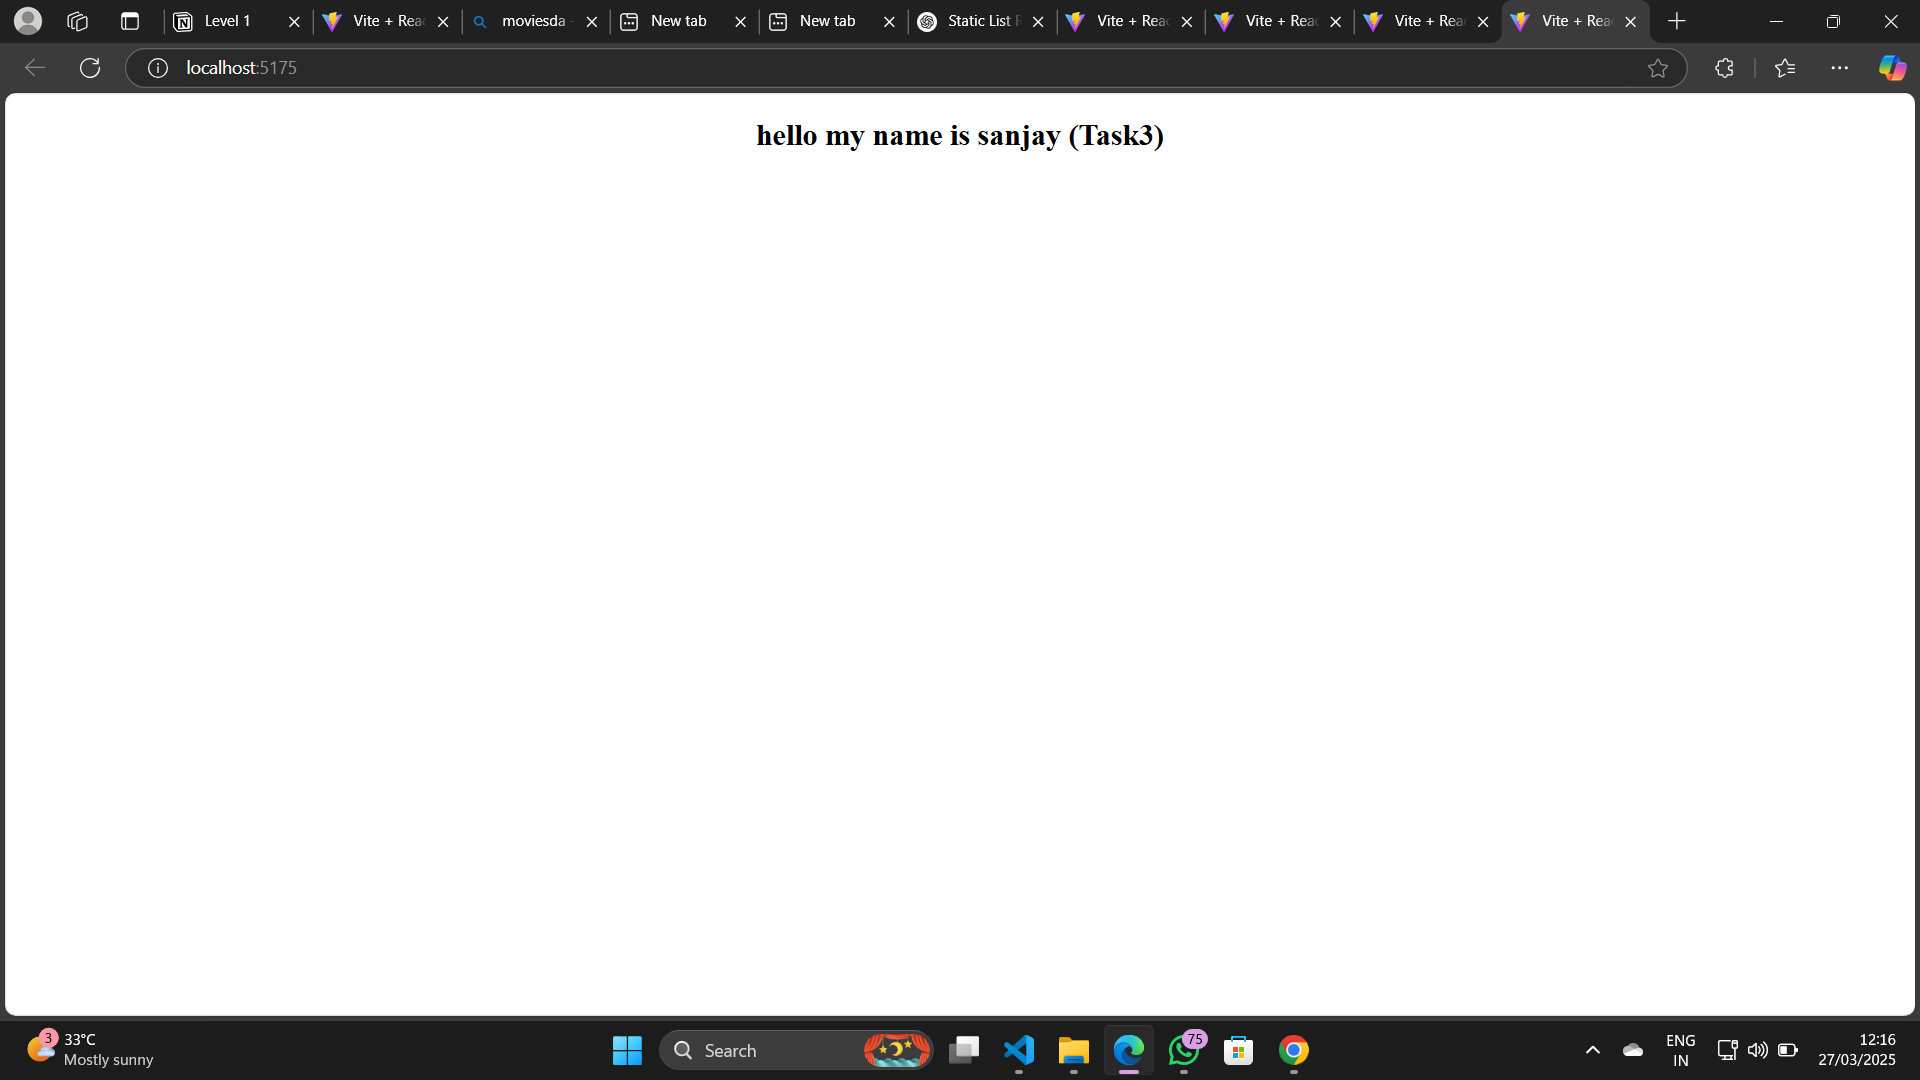 Level 1
Vite + Reac
moviesda -
New tab
New tab
Static List R
Vite + Reac
Vite + Reac
Vite + Reac
Vite + Reac
localhost:5175
hello my name is sanjay (Task3)
3
33°C
Mostly sunny
Search
75
ENG
IN
12:16
27/03/2025